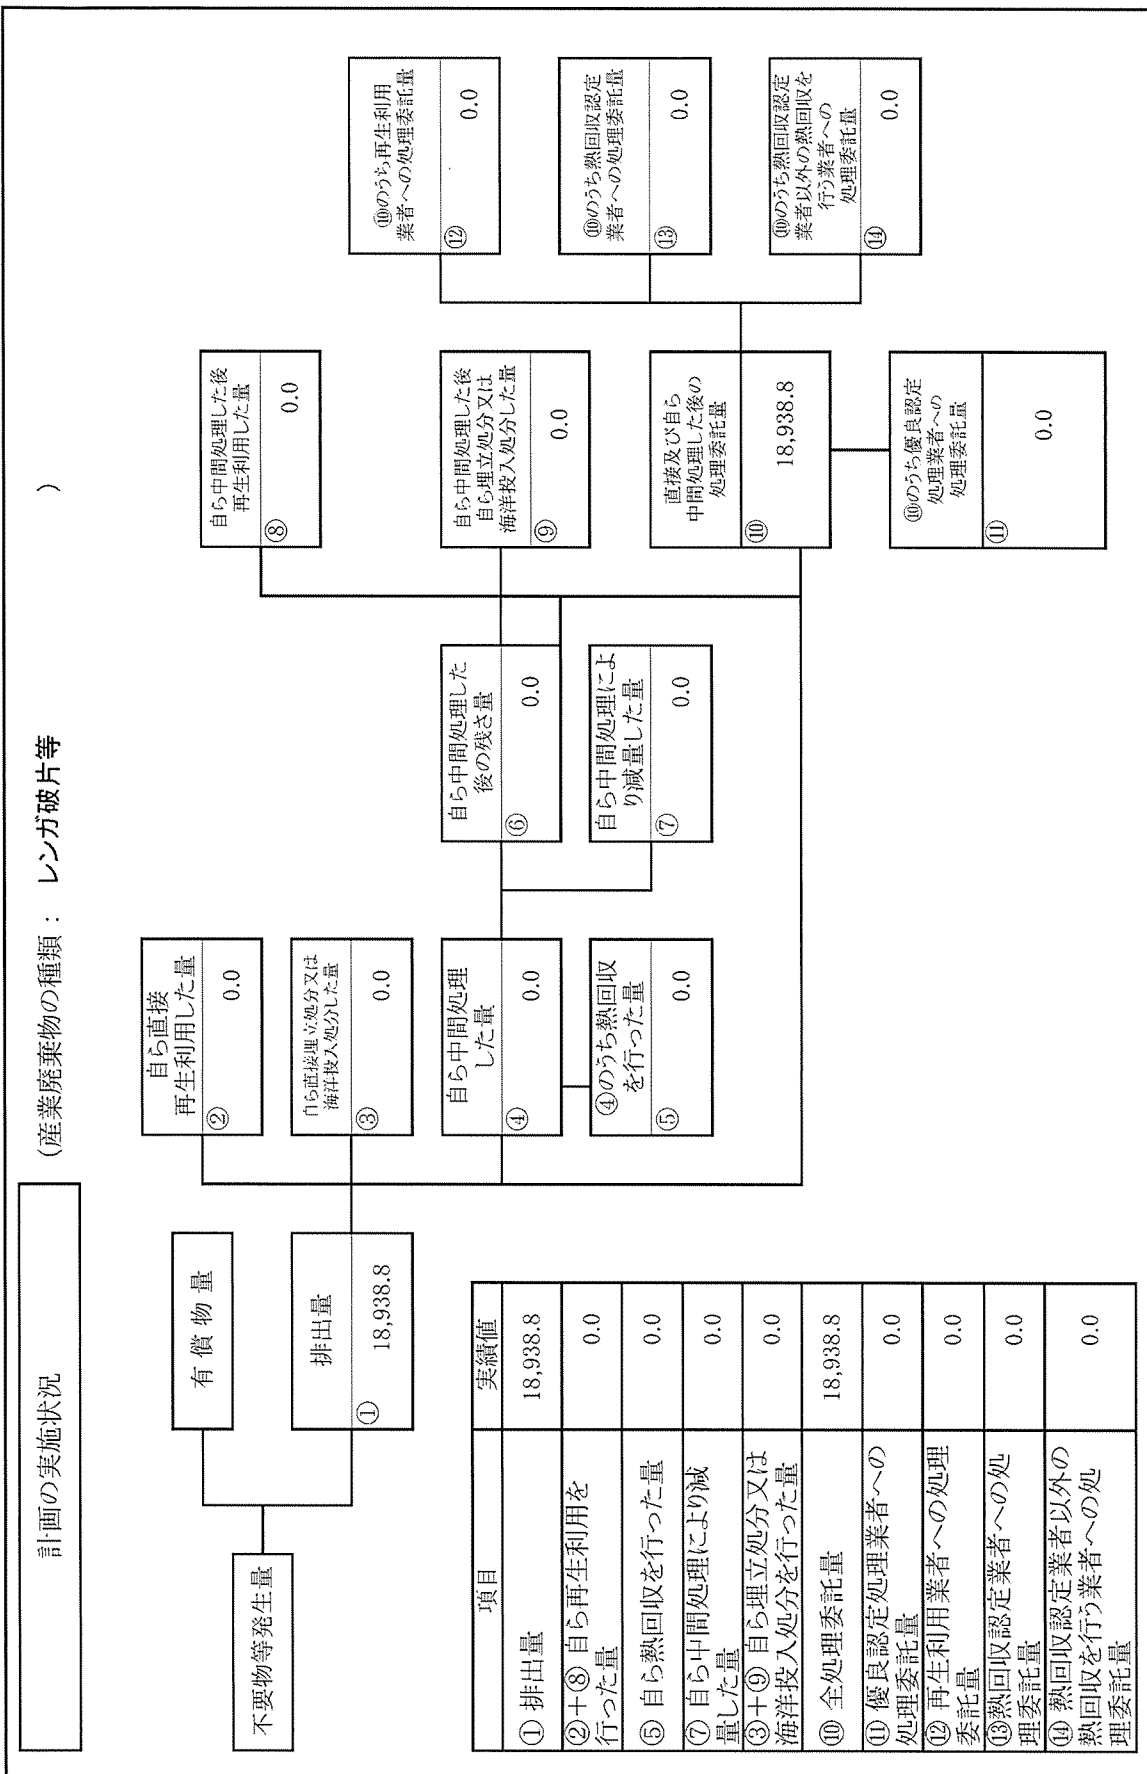 計画の実施状況
(産業廃棄物の種類： レンガ破片等 )
不要物等発生量
有償物量
排出量
①
18,938.8
自ら直接
再生利用した量
②
0.0
自ら直接埋立処分又は
海洋投入処分した量
③
0.0
自ら中間処理
した量
④
0.0
④のうち熱回収
を行った量
⑤
0.0
自ら中間処理した
後の残さ量
⑥
0.0
自ら中間処理によ
り減量した量
⑦
0.0
自ら中間処理した後
再生利用した量
⑧
0.0
自ら中間処理した後
自ら埋立処分又は
海洋投入処分した量
⑨
0.0
直接及び自ら
中間処理した後の
処理委託量
⑩
18,938.8
⑩のうち優良認定
処理業者への
処理委託量
⑪
0.0
⑩のうち再生利用
業者への処理委託量
⑫
0.0
⑩のうち熱回収認定
業者への処理委託量
⑬
0.0
⑩のうち熱回収認定
業者以外の熱回収を
行う業者への
処理委託量
⑭
0.0
項目 実績値
① 排出量 18,938.8
②＋⑧ 自ら再生利用を
行った量 0.0
⑤ 自ら熱回収を行った量 0.0
⑦ 自ら中間処理により減
量した量 0.0
③＋⑨ 自ら埋立処分又は
海洋投入処分を行った量 0.0
⑩ 全処理委託量 18,938.8
⑪ 優良認定処理業者への
処理委託量 0.0
⑫ 再生利用業者への処理
委託量 0.0
⑬熱回収認定業者への処
理委託量 0.0
⑭ 熱回収認定業者以外の
熱回収を行う業者への処
理委託量 0.0